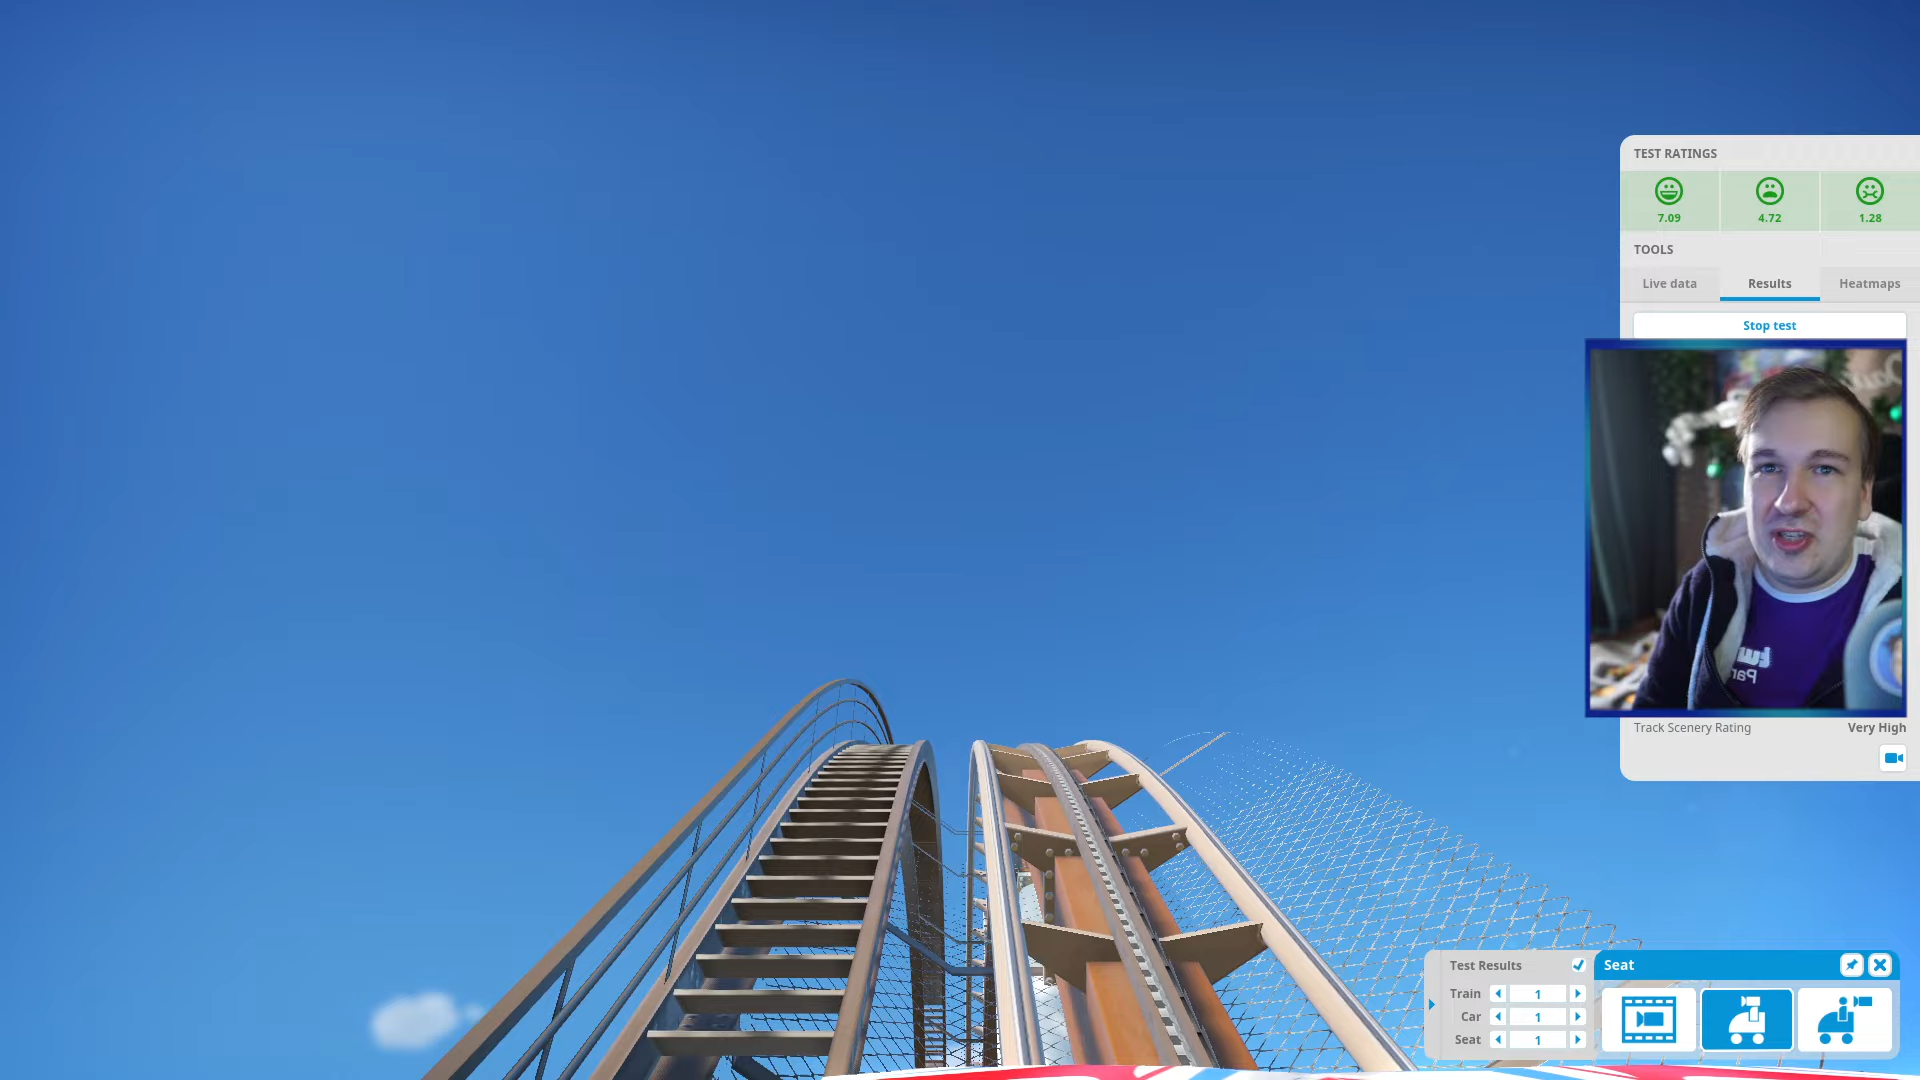 TEST RATINGS
7.09 4.72 1.28
TOOLS
Live data Results Heatmaps
Stop test
Track Scenery Rating Very High
Test Results
Train 1
Car 1
Seat 1
Seat